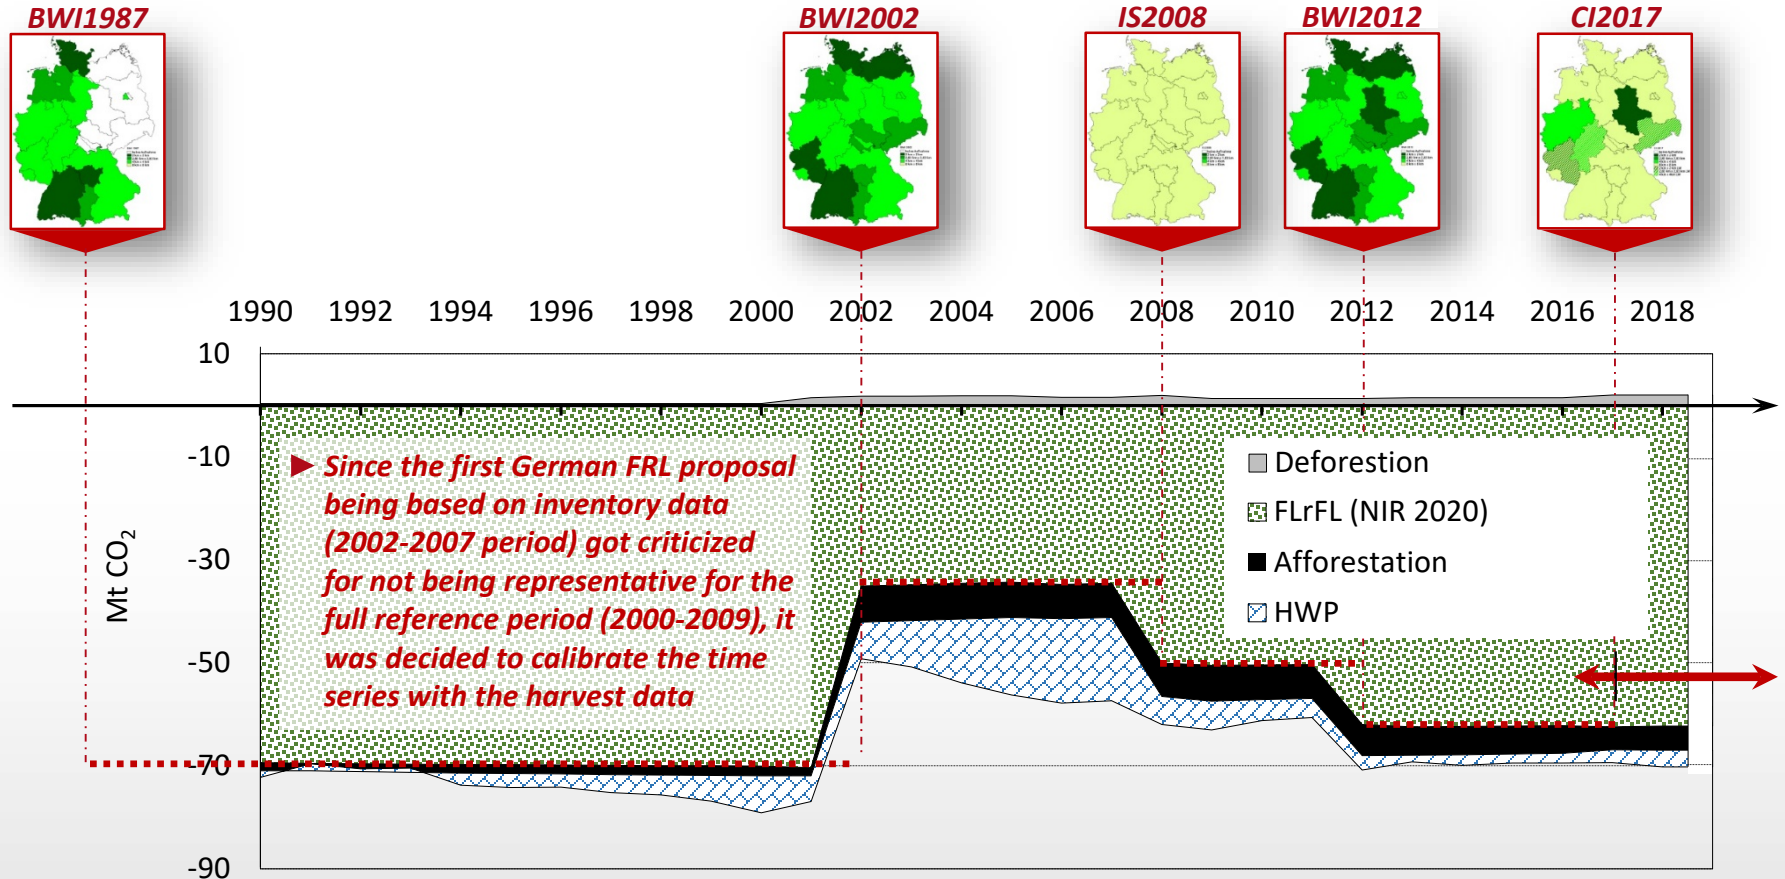 BWI1987
BWI2002
IS2008
BWI2012
CI2017
1990 1992 1994 1996 1998 2000 2002 2004 2006 2008 2010 2012 2014 2016 2018
10
-10
-30
-50
-70
-90
Mt CO₂
► Since the first German FRL proposal
being based on inventory data
(2002-2007 period) got criticized
for not being representative for the
full reference period (2000-2009), it
was decided to calibrate the time
series with the harvest data
Deforestion
FLrFL (NIR 2020)
Afforestation
HWP